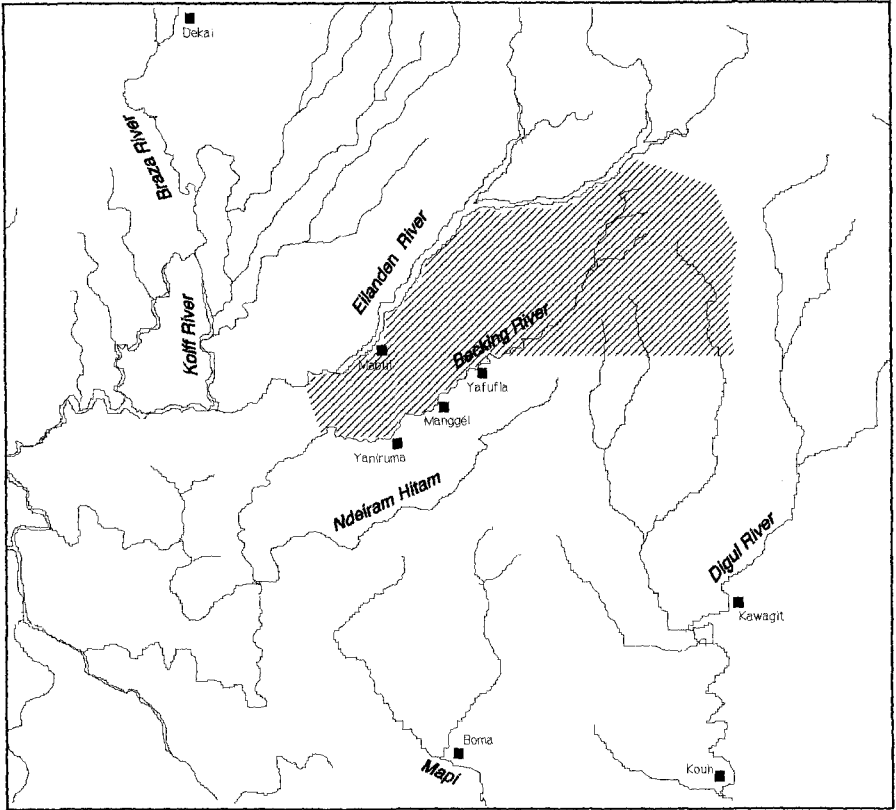 Dekai
Braza River
Eilanden River
Kolff River
Becking River
Mabul
Yafufla
Manggél
Yaniruma
Ndeiram Hitam
Digul River
Kawagit
Boma
Mapi
Kouh